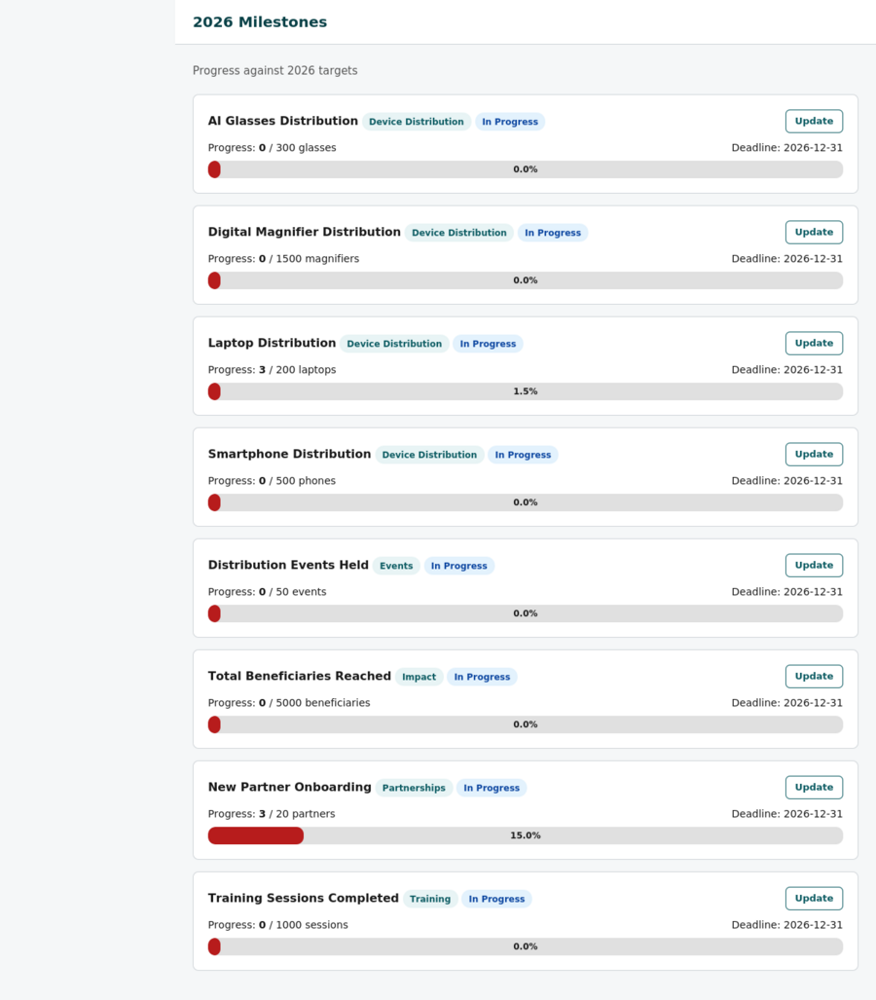 2026 Milestones
Progress against 2026 targets
AI Glasses Distribution Device Distribution In Progress Update
Progress: 0 / 300 glasses Deadline: 2026-12-31
0.0%
Digital Magnifier Distribution Device Distribution In Progress Update
Progress: 0 / 1500 magnifiers Deadline: 2026-12-31
0.0%
Laptop Distribution Device Distribution In Progress Update
Progress: 3 / 200 laptops Deadline: 2026-12-31
1.5%
Smartphone Distribution Device Distribution In Progress Update
Progress: 0 / 500 phones Deadline: 2026-12-31
0.0%
Distribution Events Held Events In Progress Update
Progress: 0 / 50 events Deadline: 2026-12-31
0.0%
Total Beneficiaries Reached Impact In Progress Update
Progress: 0 / 5000 beneficiaries Deadline: 2026-12-31
0.0%
New Partner Onboarding Partnerships In Progress Update
Progress: 3 / 20 partners Deadline: 2026-12-31
15.0%
Training Sessions Completed Training In Progress Update
Progress: 0 / 1000 sessions Deadline: 2026-12-31
0.0%